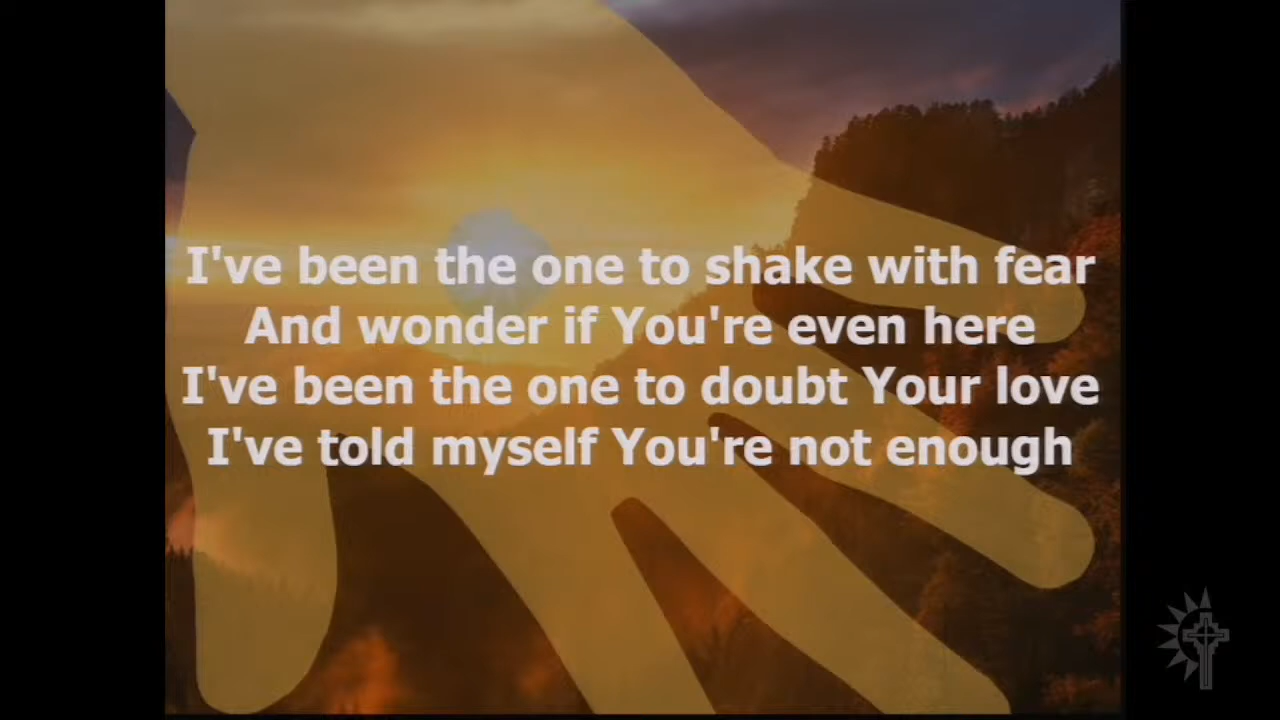 I've been the one to shake with fear
And wonder if You're even here
I've been the one to doubt Your love
I've told myself You're not enough